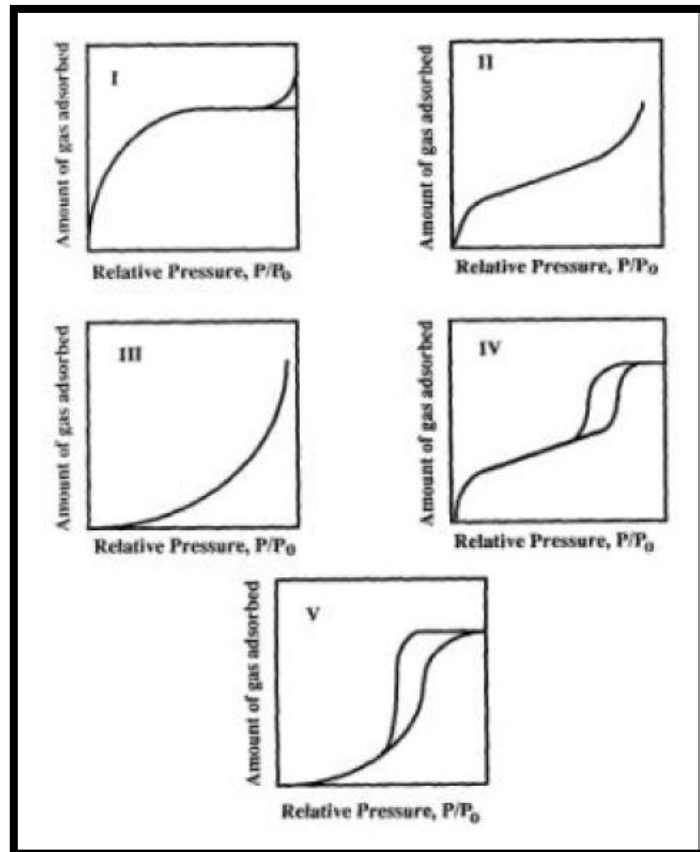 I
Amount of gas adsorbed
Relative Pressure, P/P₀
II
Amount of gas adsorbed
Relative Pressure, P/P₀
III
Amount of gas adsorbed
Relative Pressure, P/P₀
IV
Amount of gas adsorbed
Relative Pressure, P/P₀
V
Amount of gas adsorbed
Relative Pressure, P/P₀